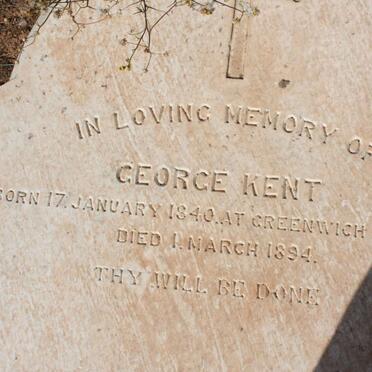 IN LOVING MEMORY OF
GEORGE KENT
BORN 17. JANUARY 1840. AT GREENWICH
DIED 1. MARCH 1894.
THY WILL BE DONE